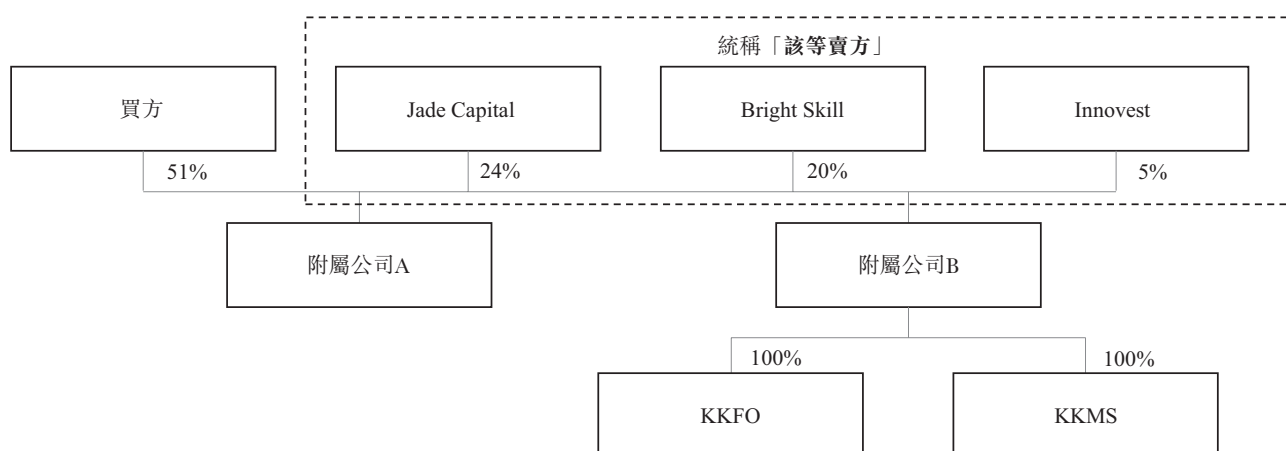 統稱「該等賣方」
買方
Jade Capital
Bright Skill
Innovest
51%
24%
20%
5%
附屬公司A
附屬公司B
100%
100%
KKFO
KKMS